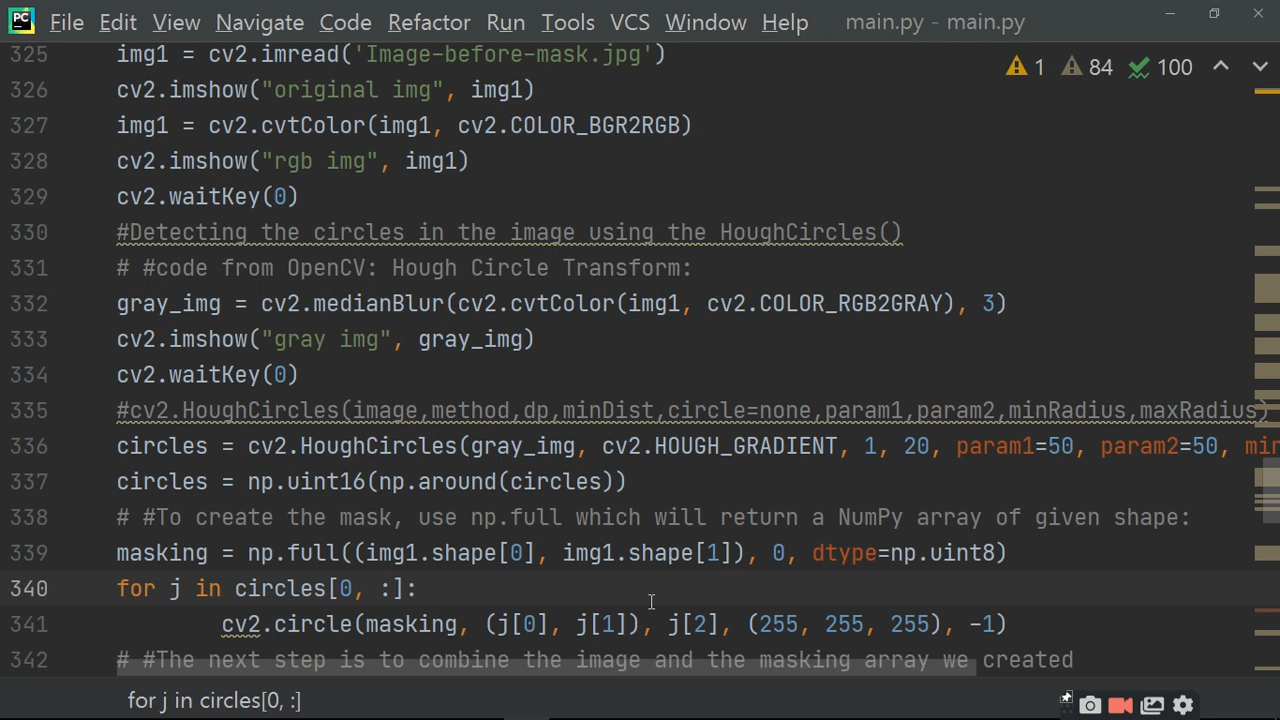 PC File Edit View Navigate Code Refactor Run Tools VCS Window Help main.py - main.py
325 img1 = cv2.imread('Image-before-mask.jpg')
1 84 100
326 cv2.imshow("original img", img1)
327 img1 = cv2.cvtColor(img1, cv2.COLOR_BGR2RGB)
328 cv2.imshow("rgb img", img1)
329 cv2.waitKey(0)
330 #Detecting the circles in the image using the HoughCircles()
331 # #code from OpenCV: Hough Circle Transform:
332 gray_img = cv2.medianBlur(cv2.cvtColor(img1, cv2.COLOR_RGB2GRAY), 3)
333 cv2.imshow("gray img", gray_img)
334 cv2.waitKey(0)
335 #cv2.HoughCircles(image,method,dp,minDist,circle=none,param1,param2,minRadius,maxRadius)
336 circles = cv2.HoughCircles(gray_img, cv2.HOUGH_GRADIENT, 1, 20, param1=50, param2=50, min
337 circles = np.uint16(np.around(circles))
338 # #To create the mask, use np.full which will return a NumPy array of given shape:
339 masking = np.full((img1.shape[0], img1.shape[1]), 0, dtype=np.uint8)
340 for j in circles[0, :]:
341 cv2.circle(masking, (j[0], j[1]), j[2], (255, 255, 255), -1)
342 # #The next step is to combine the image and the masking array we created
for j in circles[0, :]